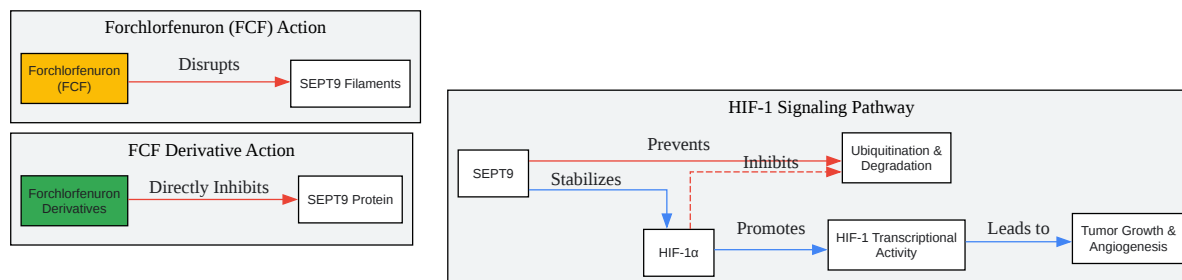 Forchlorfenuron (FCF) Action
Forchlorfenuron
(FCF)
Disrupts
SEPT9 Filaments
FCF Derivative Action
Forchlorfenuron
Derivatives
Directly Inhibits
SEPT9 Protein
HIF-1 Signaling Pathway
SEPT9
Prevents
Stabilizes
Inhibits
Ubiquitination &
Degradation
HIF-1α
Promotes
HIF-1 Transcriptional
Activity
Leads to
Tumor Growth &
Angiogenesis